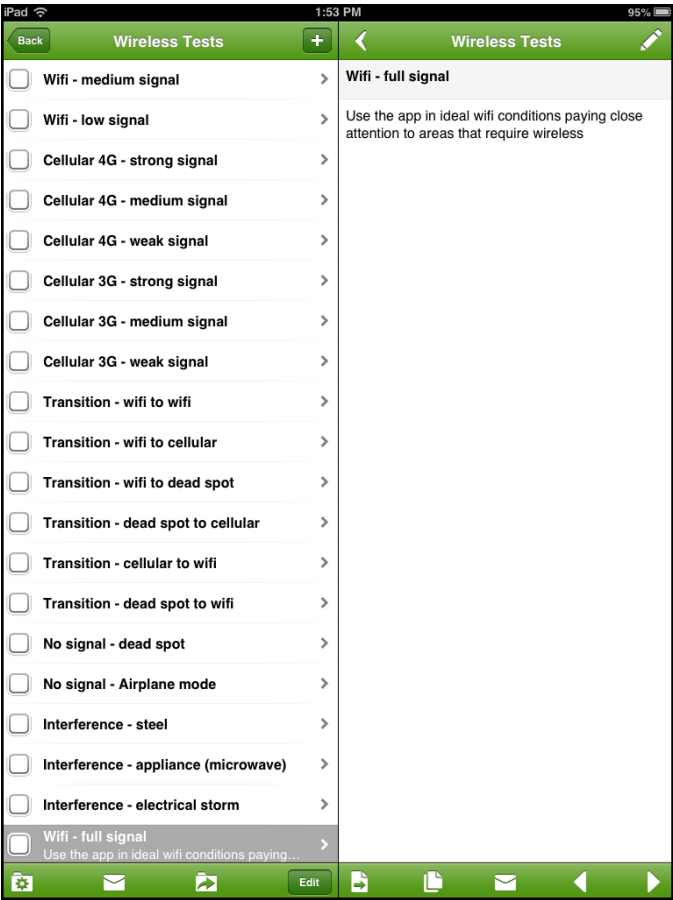 iPad
1:53 PM
95%
Back
Wireless Tests
+
Wifi - medium signal
Wifi - low signal
Cellular 4G - strong signal
Cellular 4G - medium signal
Cellular 4G - weak signal
Cellular 3G - strong signal
Cellular 3G - medium signal
Cellular 3G - weak signal
Transition - wifi to wifi
Transition - wifi to cellular
Transition - wifi to dead spot
Transition - dead spot to cellular
Transition - cellular to wifi
Transition - dead spot to wifi
No signal - dead spot
No signal - Airplane mode
Interference - steel
Interference - appliance (microwave)
Interference - electrical storm
Wifi - full signal
Use the app in ideal wifi conditions paying...
Edit
Wireless Tests
Wifi - full signal
Use the app in ideal wifi conditions paying close
attention to areas that require wireless